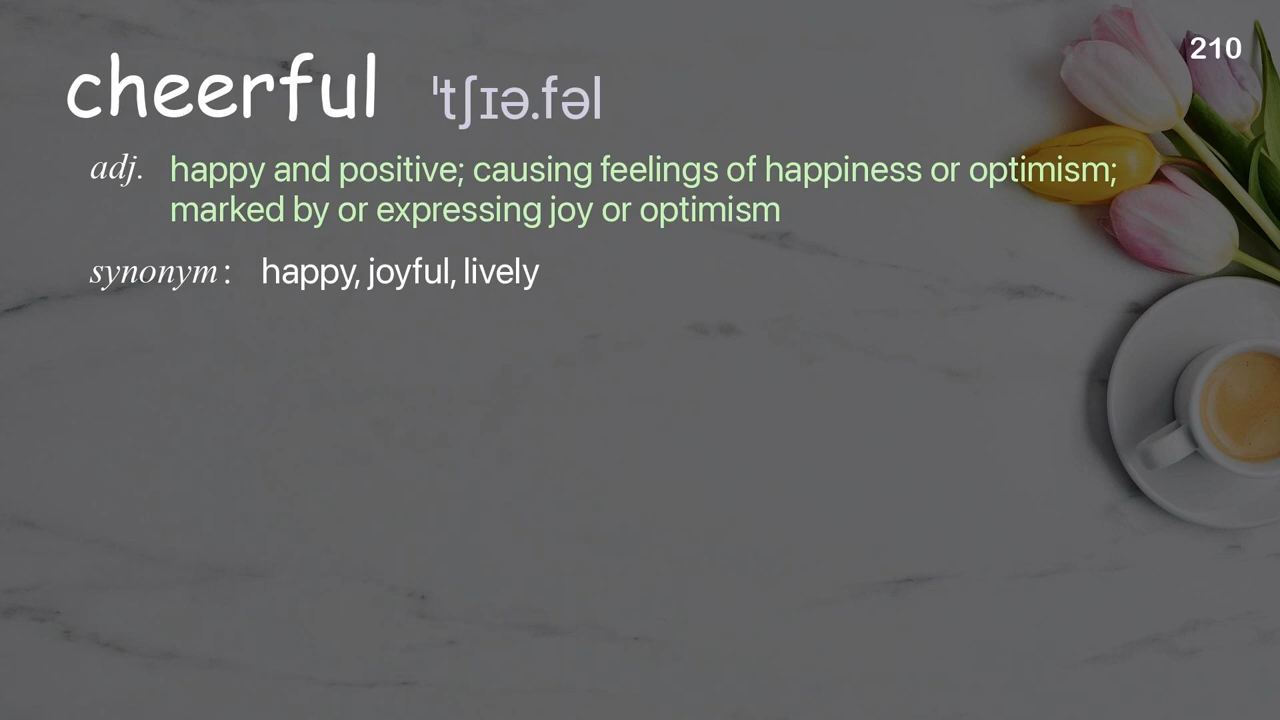 210
cheerful ˈtʃɪə.fəl
adj. happy and positive; causing feelings of happiness or optimism;
marked by or expressing joy or optimism
synonym : happy, joyful, lively